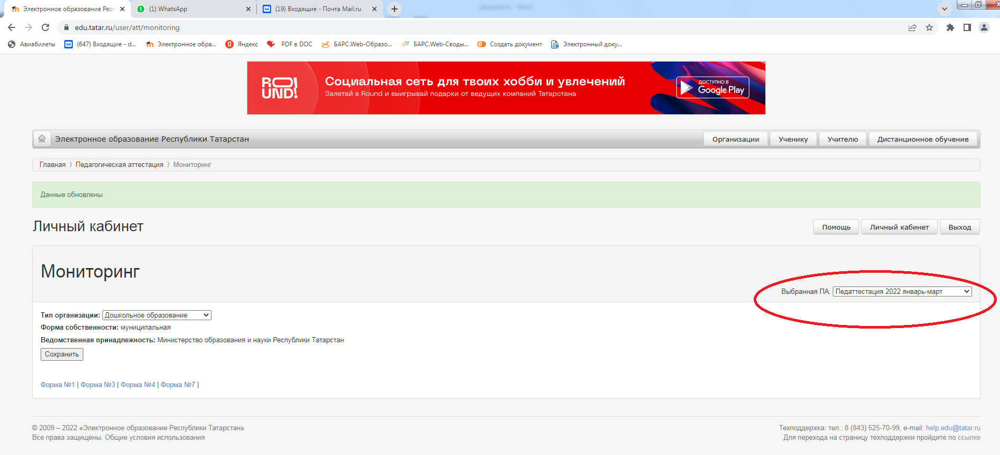 Электронное образование Респ
(1) WhatsApp
(19) Входящие - Почта Mail.ru
edu.tatar.ru/user/att/monitoring
Авиабилеты
(647) Входящие - d...
Электронное обра...
Я Яндекс
PDF в DOC
БАРС.Web-Образо...
БАРС.Web-Своды...
Создать документ
Электронный доку...
ROUND!
Социальная сеть для твоих хобби и увлечений
Залетай в Round и выигрывай подарки от ведущих компаний Татарстана
ДОСТУПНО В
Google Play
Электронное образование Республики Татарстан
Организации
Ученику
Учителю
Дистанционное обучение
Главная 〉 Педагогическая аттестация 〉 Мониторинг
Данные обновлены
Личный кабинет
Помощь
Личный кабинет
Выход
Мониторинг
Выбранная ПА: Педаттестация 2022 январь-март
Тип организации: Дошкольное образование
Форма собственности: муниципальная
Ведомственная принадлежность: Министерство образования и науки Республики Татарстан
Сохранить
Форма №1 | Форма №3 | Форма №4 | Форма №7 |
© 2009 – 2022 «Электронное образование Республики Татарстан»
Все права защищены. Общие условия использования
Техподдержка: тел.: 8 (843) 525-70-99, e-mail: help.edu@tatar.ru
Для перехода на страницу техподдержки пройдите по ссылке